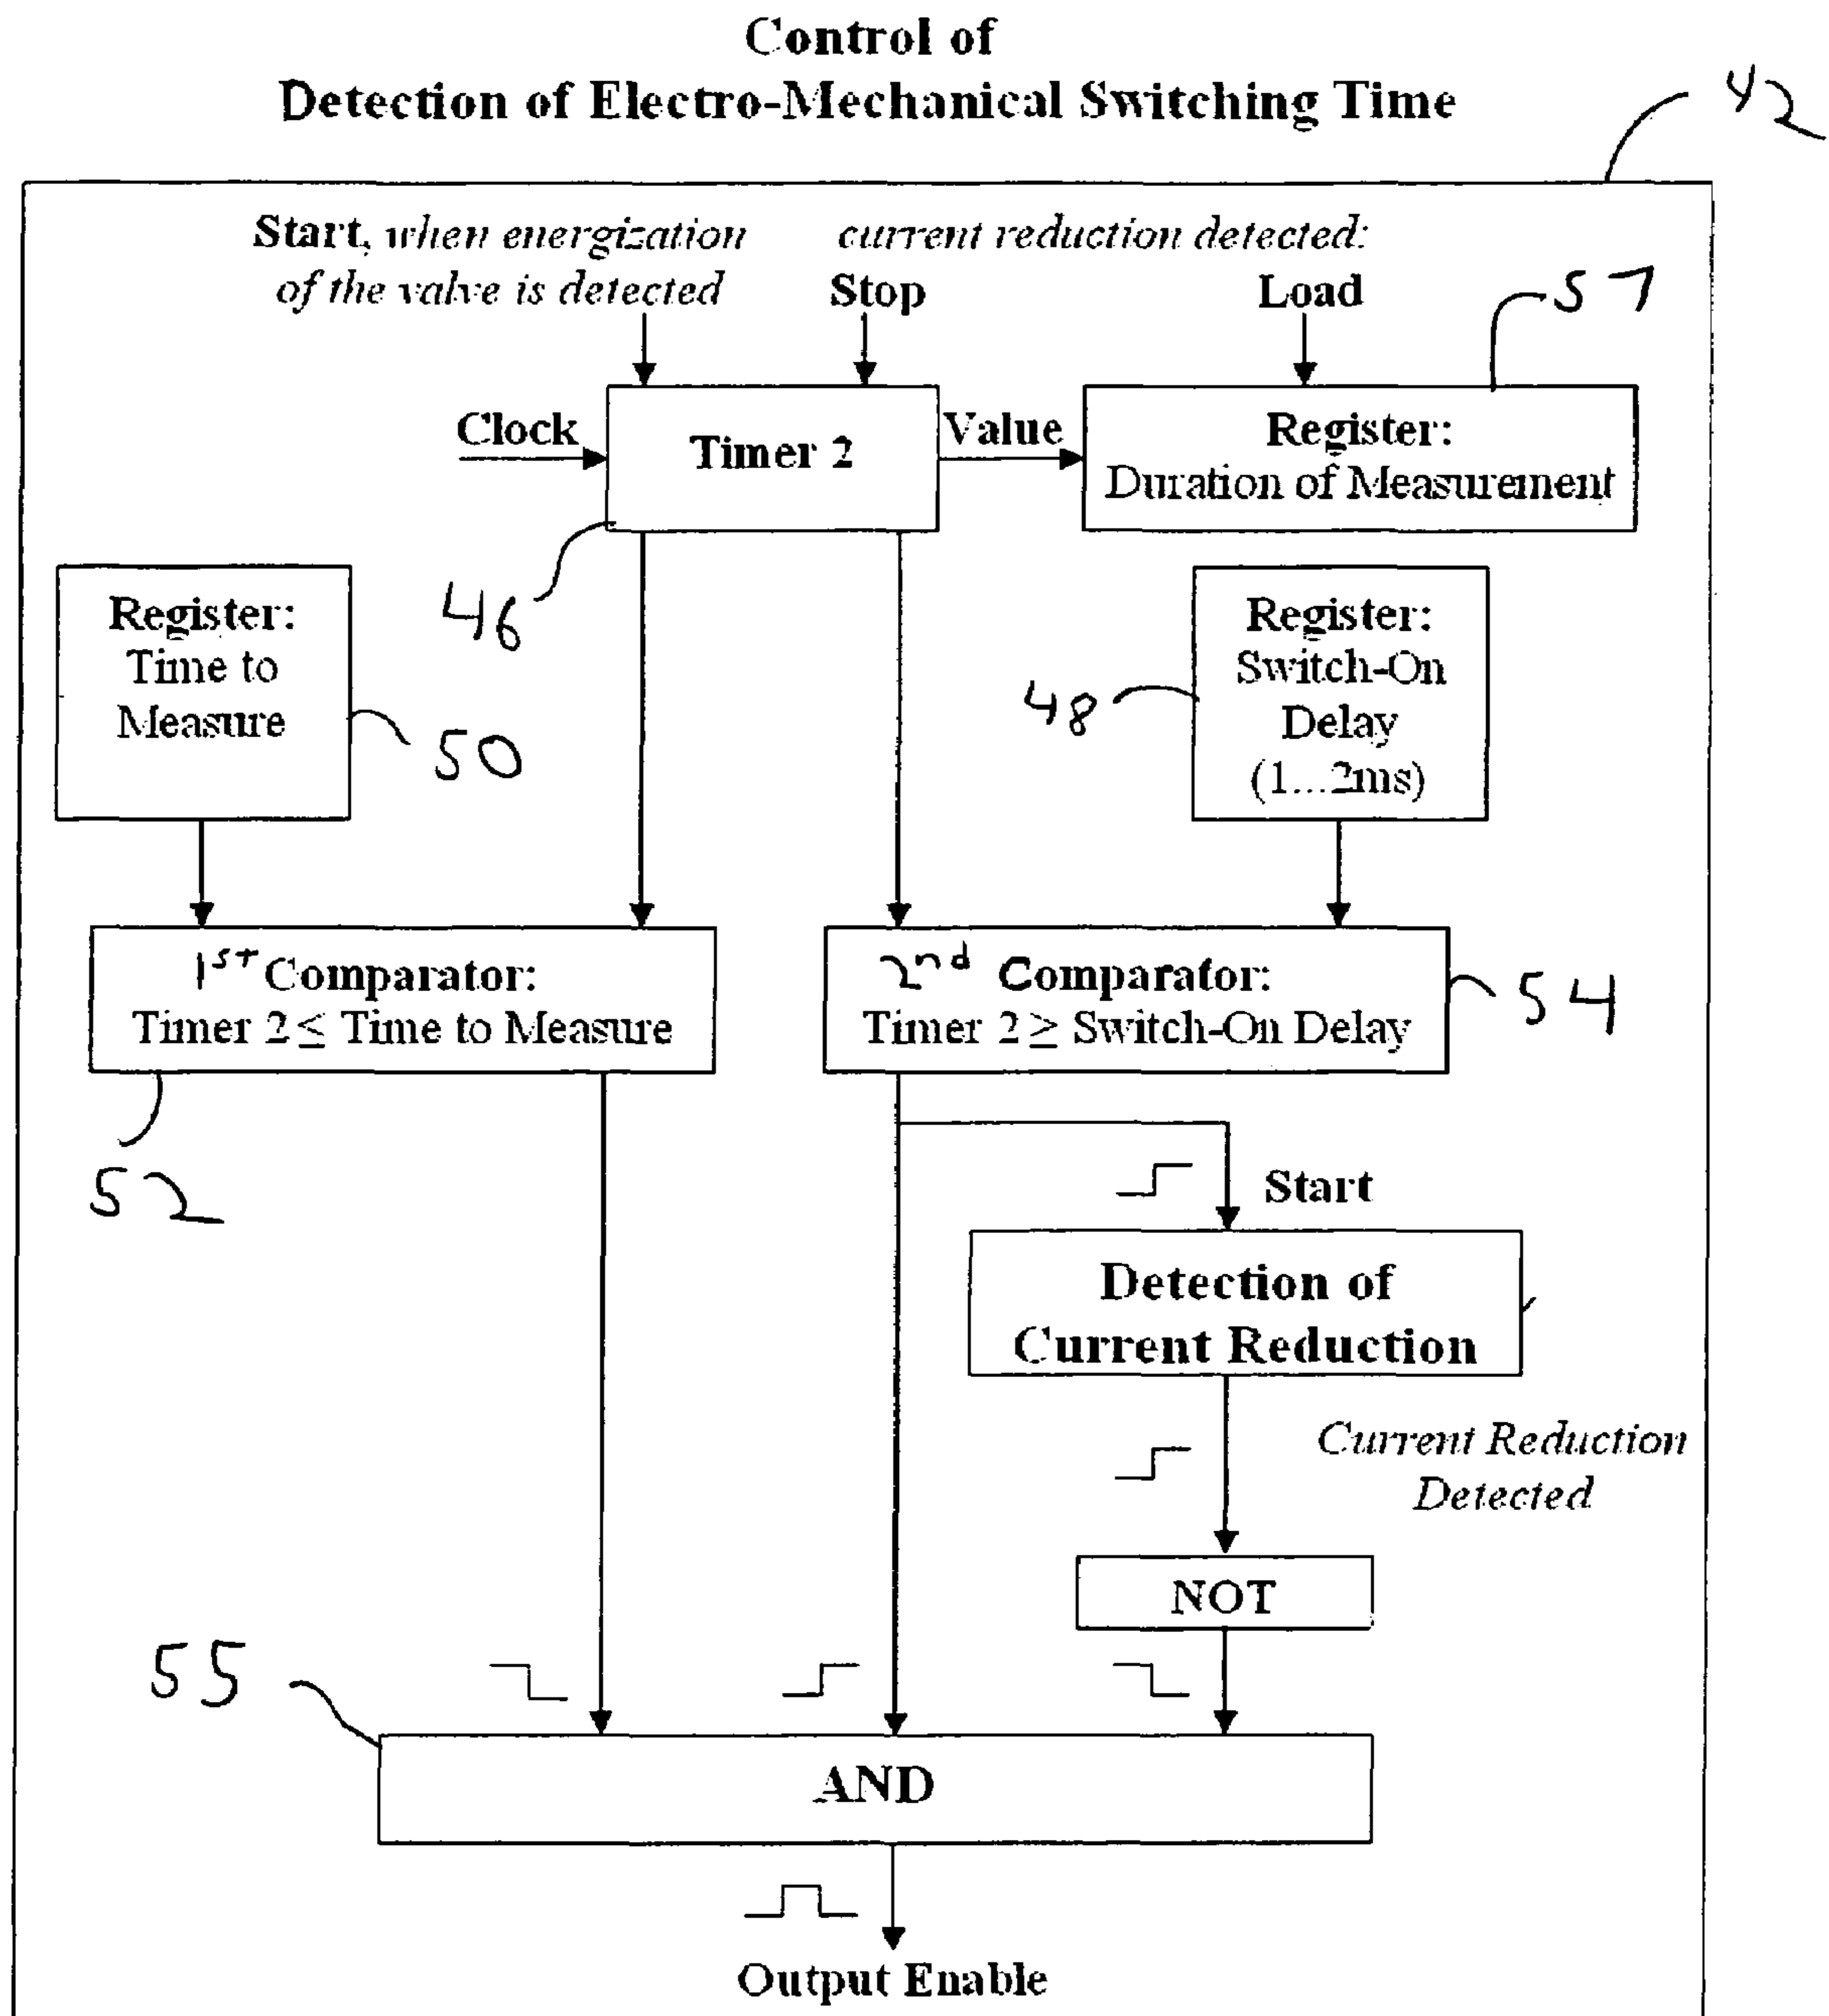 Control of
Detection of Electro-Mechanical Switching Time
42
Start, when energization
of the valve is detected
current reduction detected:
Stop
Load
57
Clock
Timer 2
Value
Register:
Duration of Measurement
46
Register:
Time to
Measure
50
Register:
Switch-On
Delay
(1...2ms)
48
1st Comparator:
Timer 2 ≤ Time to Measure
52
2nd Comparator:
Timer 2 ≥ Switch-On Delay
54
Start
Detection of
Current Reduction
Current Reduction
Detected
NOT
55
AND
Output Enable